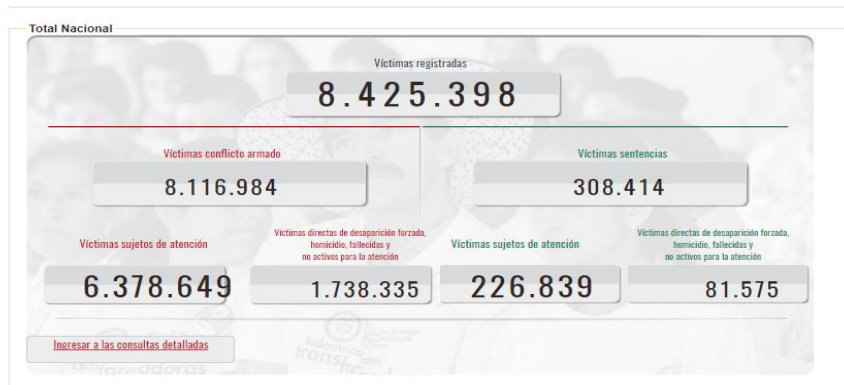 Total Nacional
Víctimas registradas
8.425.398
Víctimas conflicto armado
8.116.984
Víctimas sentencias
308.414
Víctimas sujetos de atención
6.378.649
Víctimas directas de desaparición forzada,
homicidio, fallecidas y
no activos para la atención
1.738.335
Víctimas sujetos de atención
226.839
Víctimas directas de desaparición forzada,
homicidio, fallecidas y
no activos para la atención
81.575
Ingresar a las consultas detalladas